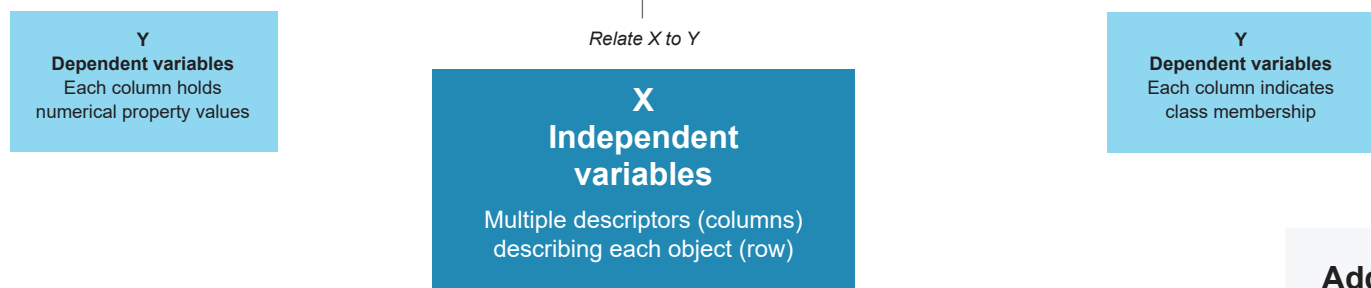 Y
Dependent variables
Each column holds
numerical property values
Relate X to Y
X
Independent
variables
Multiple descriptors (columns)
describing each object (row)
Y
Dependent variables
Each column indicates
class membership